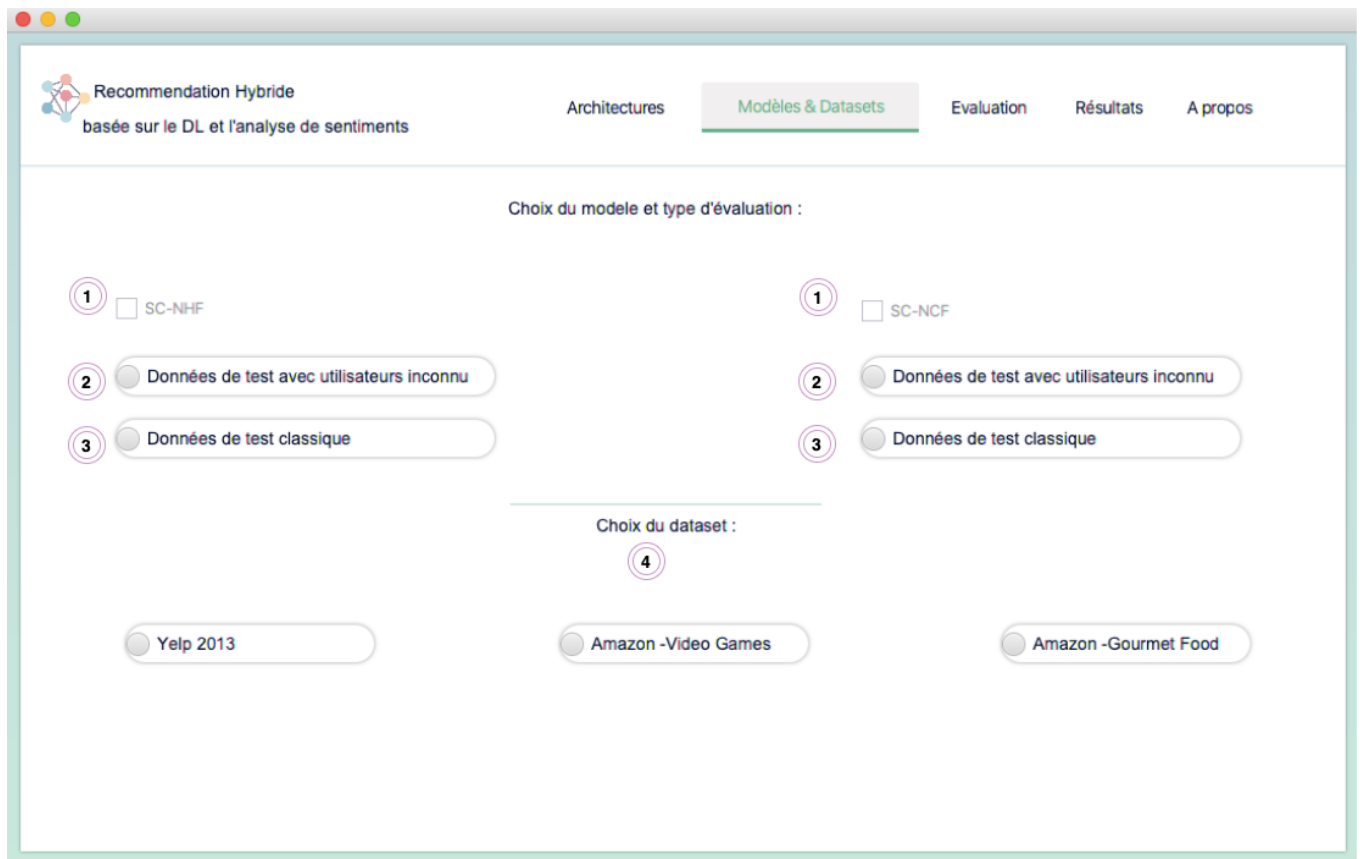 Recommendation Hybride
basée sur le DL et l'analyse de sentiments
Architectures Modèles & Datasets Evaluation Résultats A propos
Choix du modele et type d'évaluation :
1 SC-NHF 1 SC-NCF
2 Données de test avec utilisateurs inconnu 2 Données de test avec utilisateurs inconnu
3 Données de test classique 3 Données de test classique
Choix du dataset :
4
Yelp 2013 Amazon -Video Games Amazon -Gourmet Food